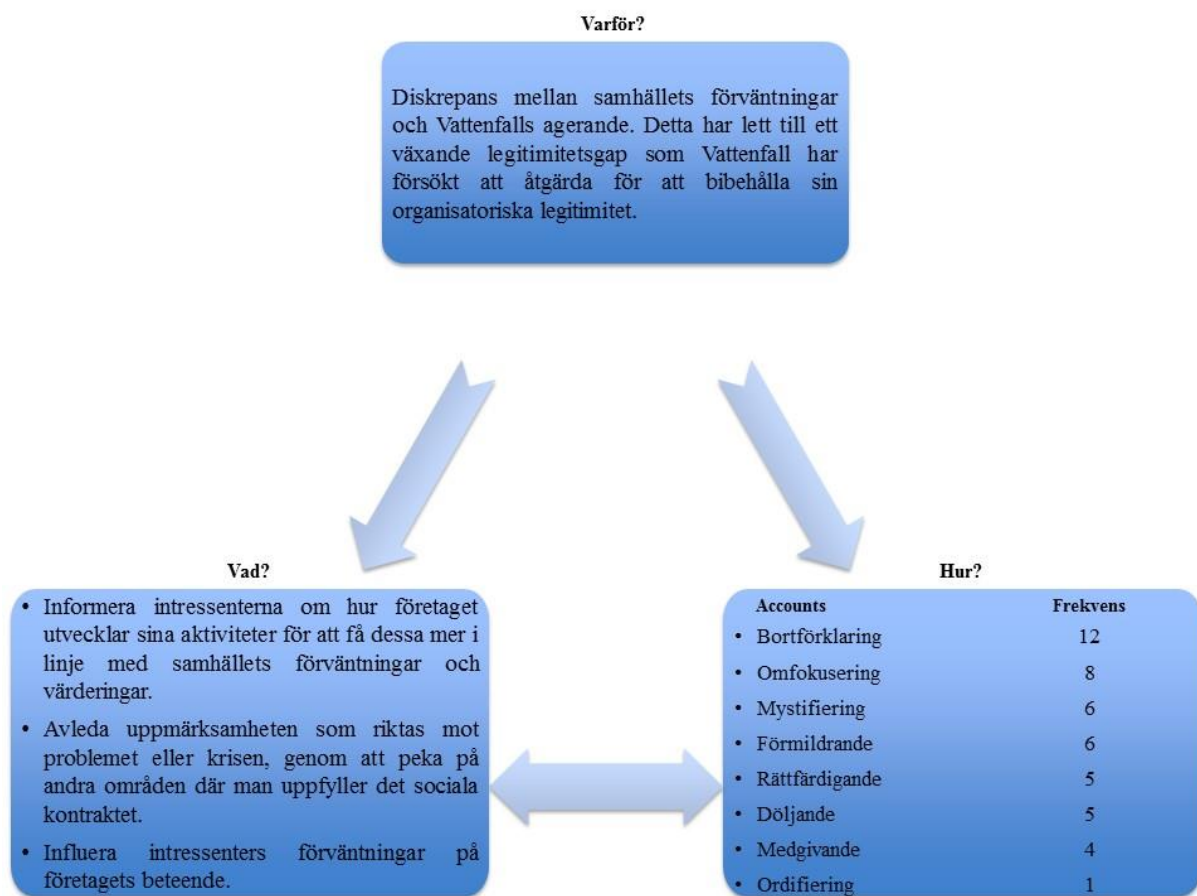 Varför?
Diskrepans mellan samhällets förväntningar
och Vattenfalls agerande. Detta har lett till ett
växande legitimitetsgap som Vattenfall har
försökt att åtgärda för att bibehålla sin
organisatoriska legitimitet.
Vad?
• Informera intressenterna om hur företaget
utvecklar sina aktiviteter för att få dessa mer i
linje med samhällets förväntningar och
värderingar.
• Avleda uppmärksamheten som riktas mot
problemet eller krisen, genom att peka på
andra områden där man uppfyller det sociala
kontraktet.
• Influera intressenters förväntningar på
företagets beteende.
Hur?
Accounts Frekvens
• Bortförklaring 12
• Omfokusering 8
• Mystifiering 6
• Förmildrande 6
• Rättfärdigande 5
• Döljande 5
• Medgivande 4
• Ordifiering 1